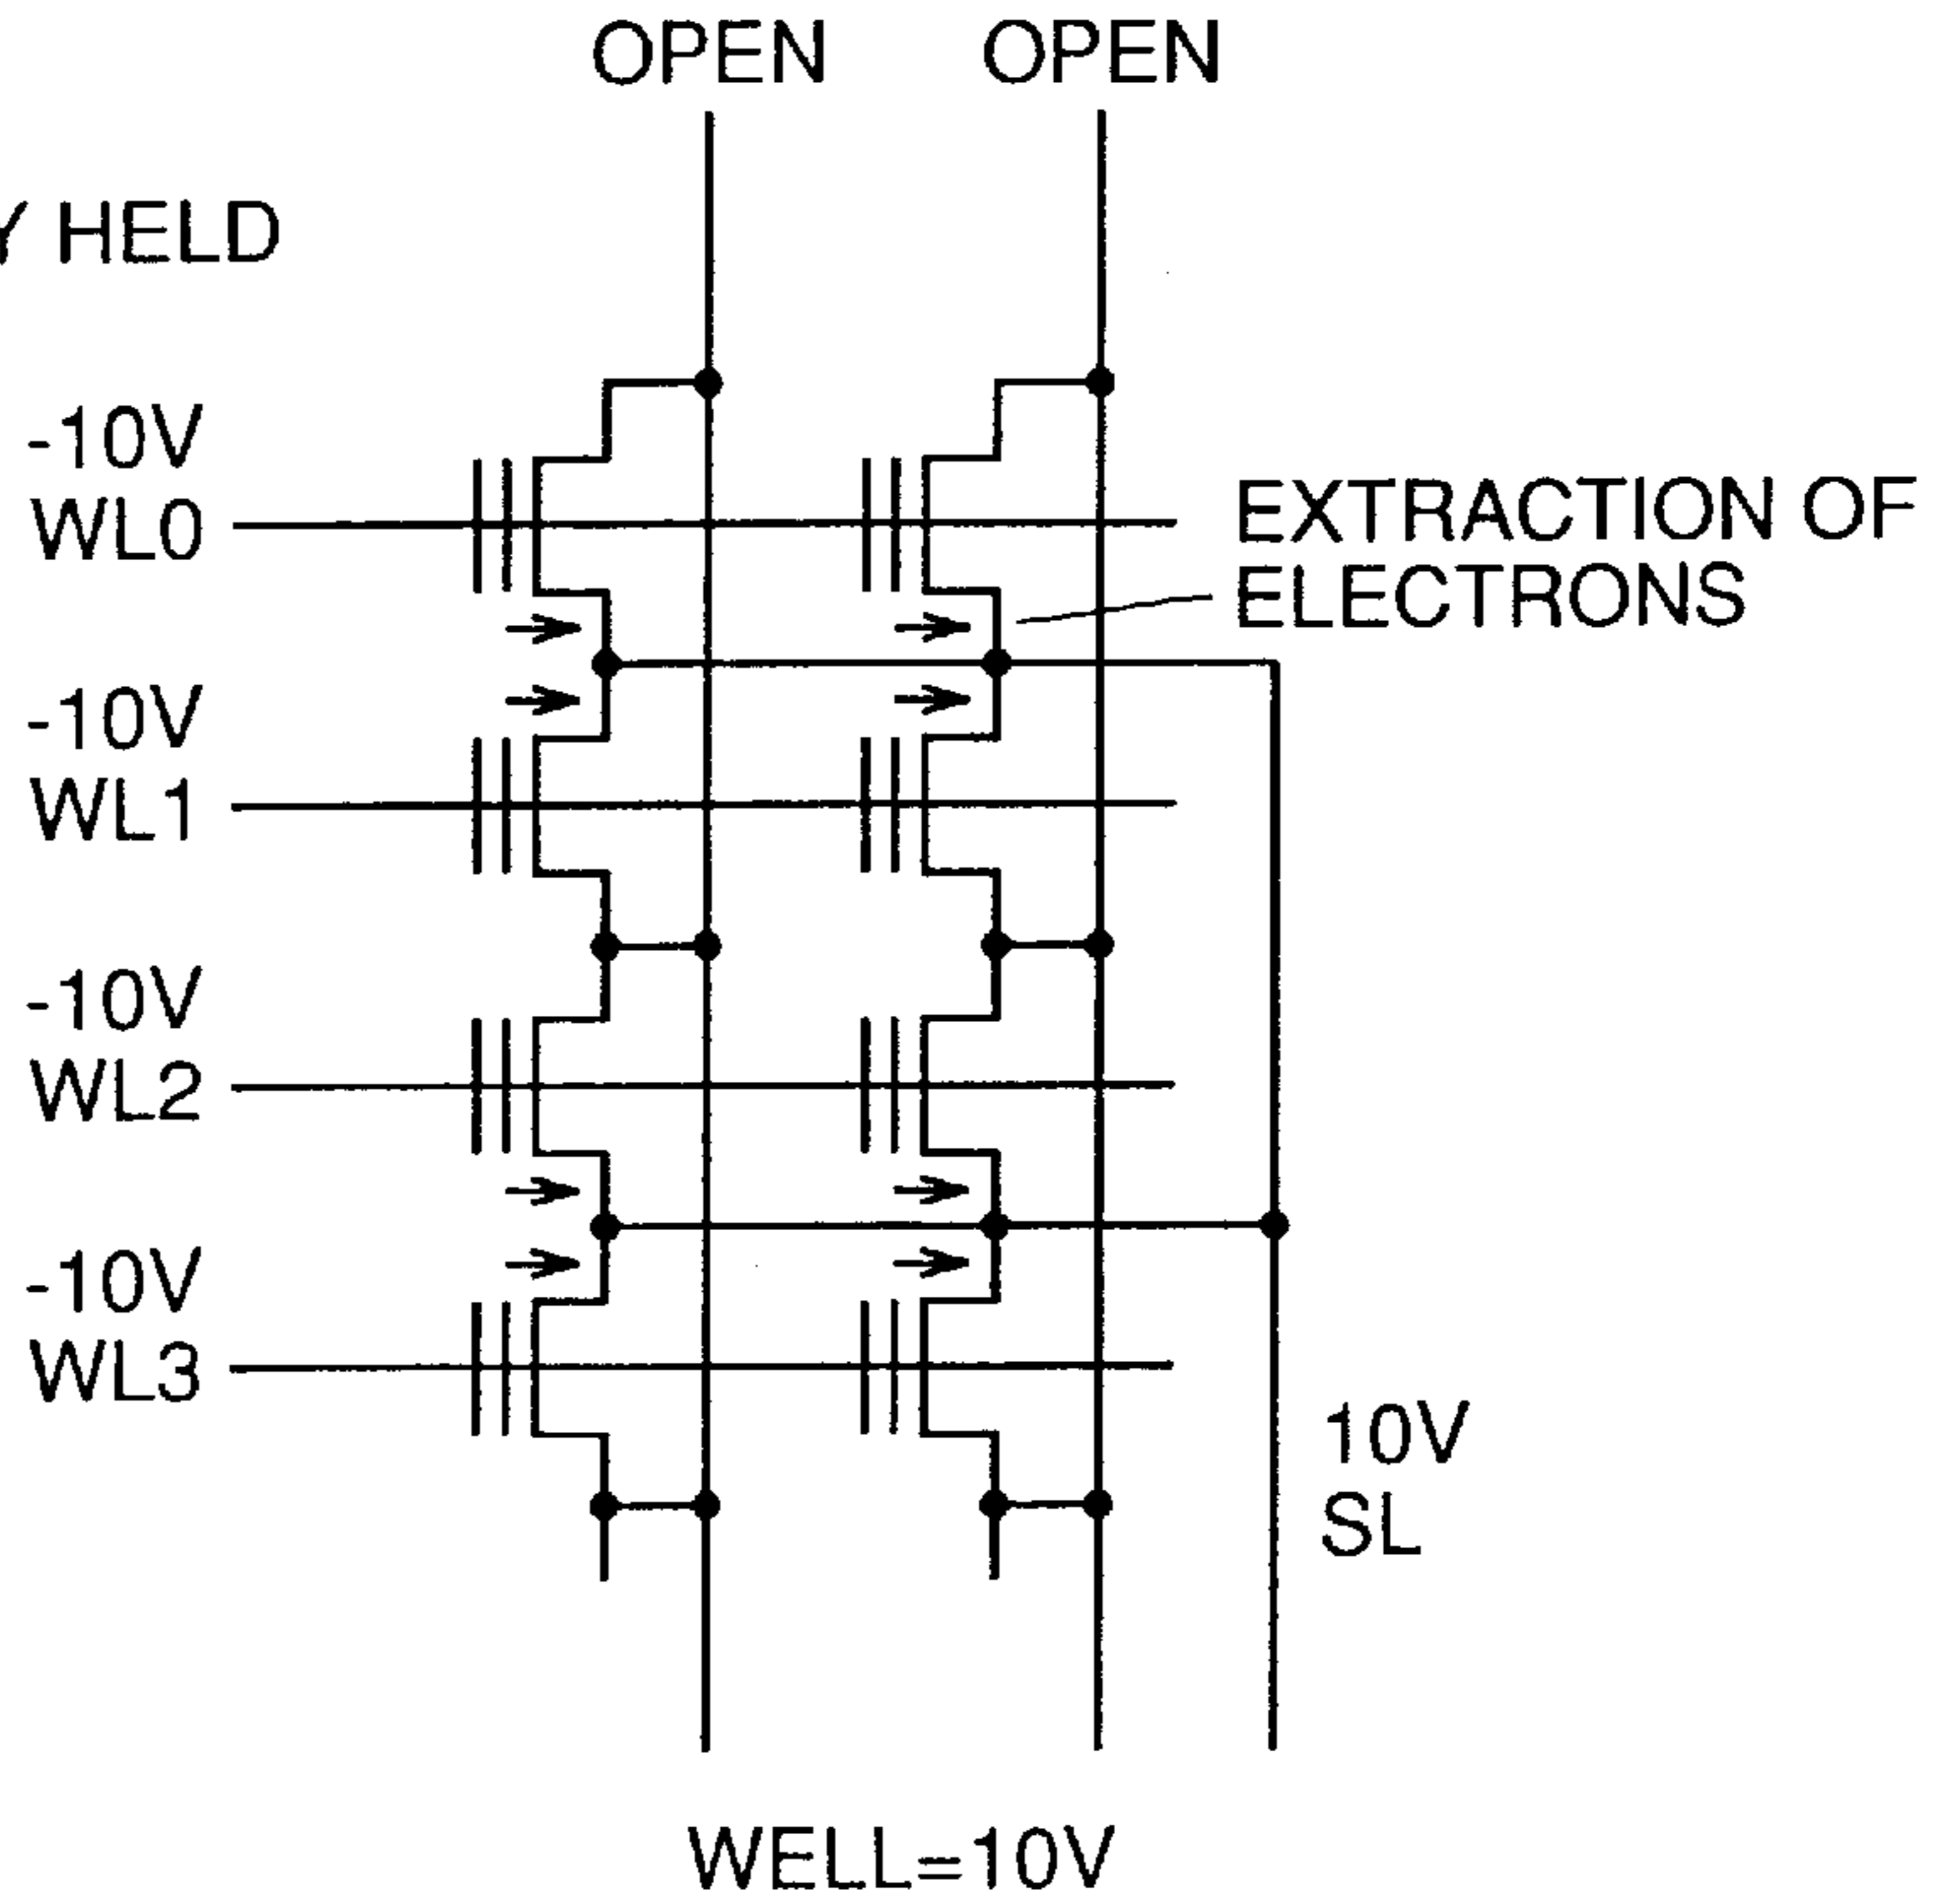 OPEN OPEN
HELD
-10V
WL0
EXTRACTION OF
ELECTRONS
-10V
WL1
-10V
WL2
-10V
WL3
10V
SL
WELL=10V